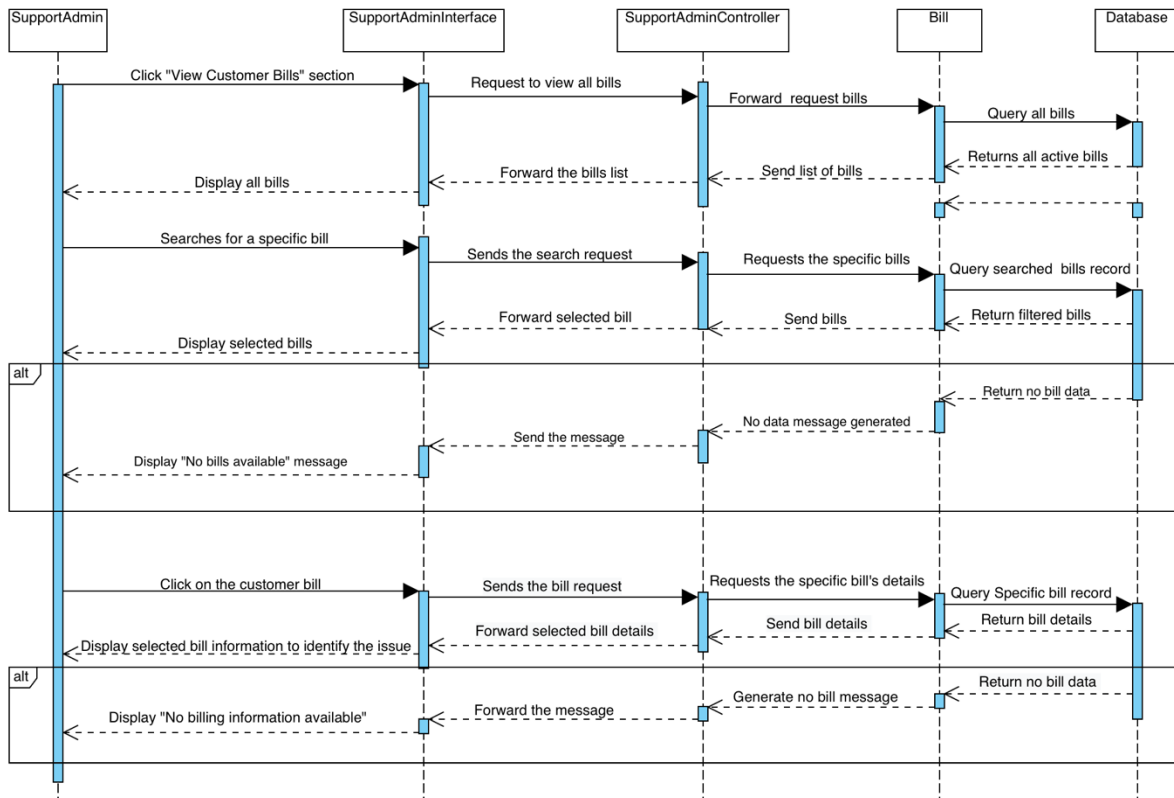 SupportAdmin
SupportAdminInterface
SupportAdminController
Bill
Database
Click "View Customer Bills" section
Request to view all bills
Forward  request bills
Query all bills
Returns all active bills
Send list of bills
Forward the bills list
Display all bills
Searches for a specific bill
Sends the search request
Requests the specific bills
Query searched  bills record
Return filtered bills
Send bills
Forward selected bill
Display selected bills
alt
Return no bill data
No data message generated
Send the message
Display "No bills available" message
Click on the customer bill
Sends the bill request
Requests the specific bill's details
Query Specific bill record
Return bill details
Send bill details
Forward selected bill details
Display selected bill information to identify the issue
alt
Return no bill data
Generate no bill message
Forward the message
Display "No billing information available"